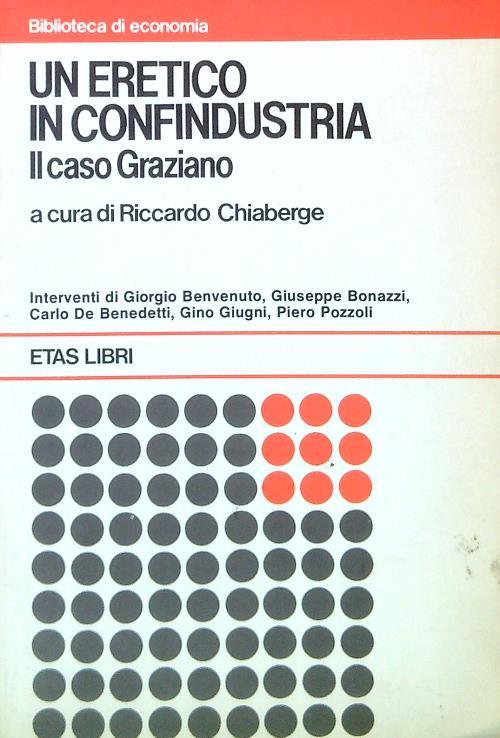 Biblioteca di economia
UN ERETICO
IN CONFINDUSTRIA
Il caso Graziano
a cura di Riccardo Chiaberge
Interventi di Giorgio Benvenuto, Giuseppe Bonazzi,
Carlo De Benedetti, Gino Giugni, Piero Pozzoli
ETAS LIBRI